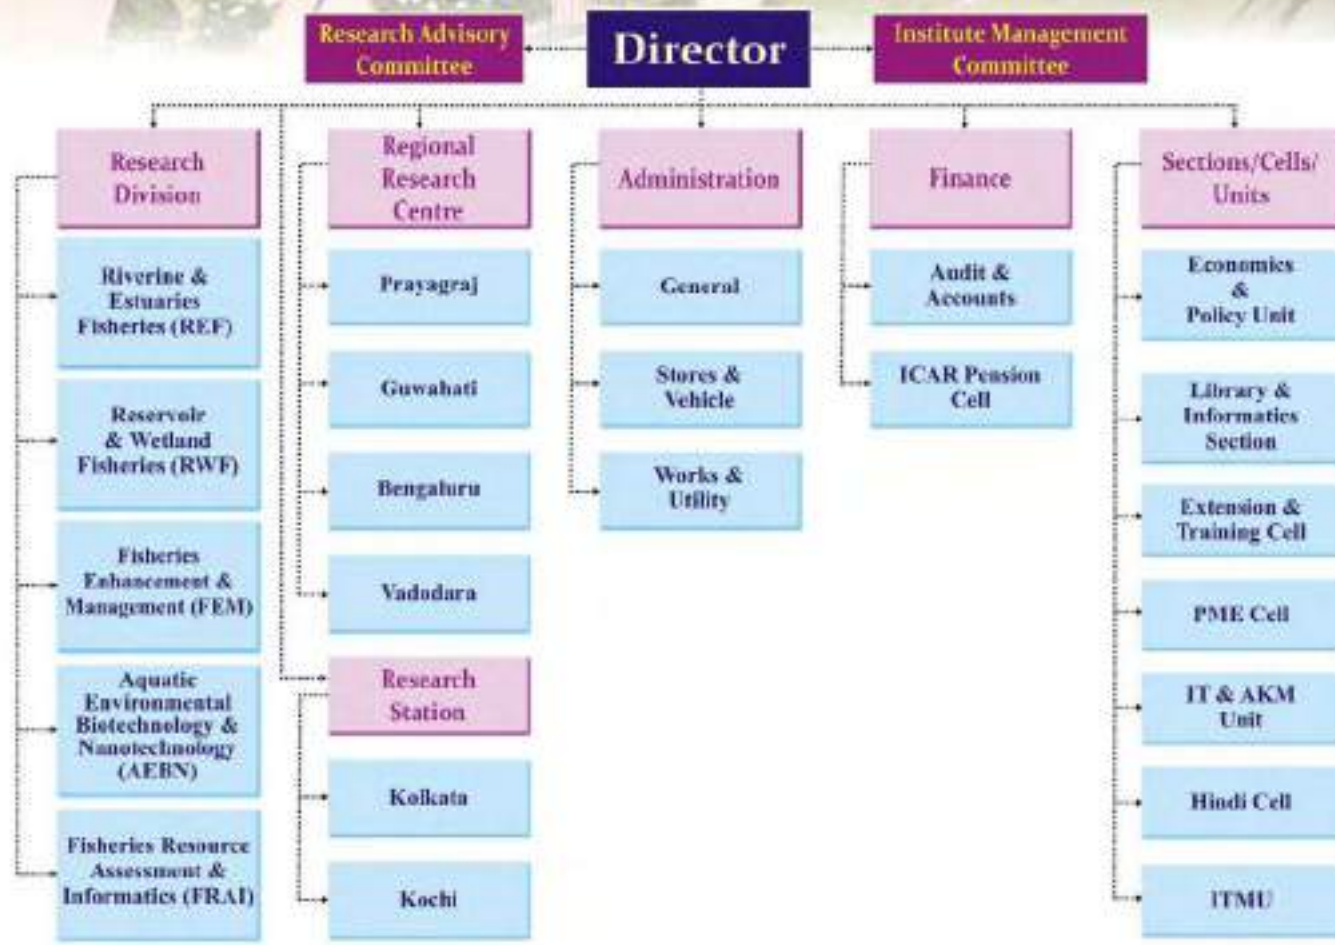 Research Advisory
Committee
Director
Institute Management
Committee
Research
Division
Riverine &
Estuaries
Fisheries (REF)
Reservoir
& Wetland
Fisheries (RWF)
Fisheries
Enhancement &
Management (FEM)
Aquatic
Environmental
Biotechnology &
Nanotechnology
(AEBN)
Fisheries Resource
Assessment &
Informatics (FRAI)
Regional
Research
Centre
Prayagraj
Guwahati
Bengaluru
Vadodara
Research
Station
Kolkata
Kochi
Administration
General
Stores &
Vehicle
Works &
Utility
Finance
Audit &
Accounts
ICAR Pension
Cell
Sections/Cells/
Units
Economics
&
Policy Unit
Library &
Informatics
Section
Extension &
Training Cell
PME Cell
IT & AKM
Unit
Hindi Cell
ITMU